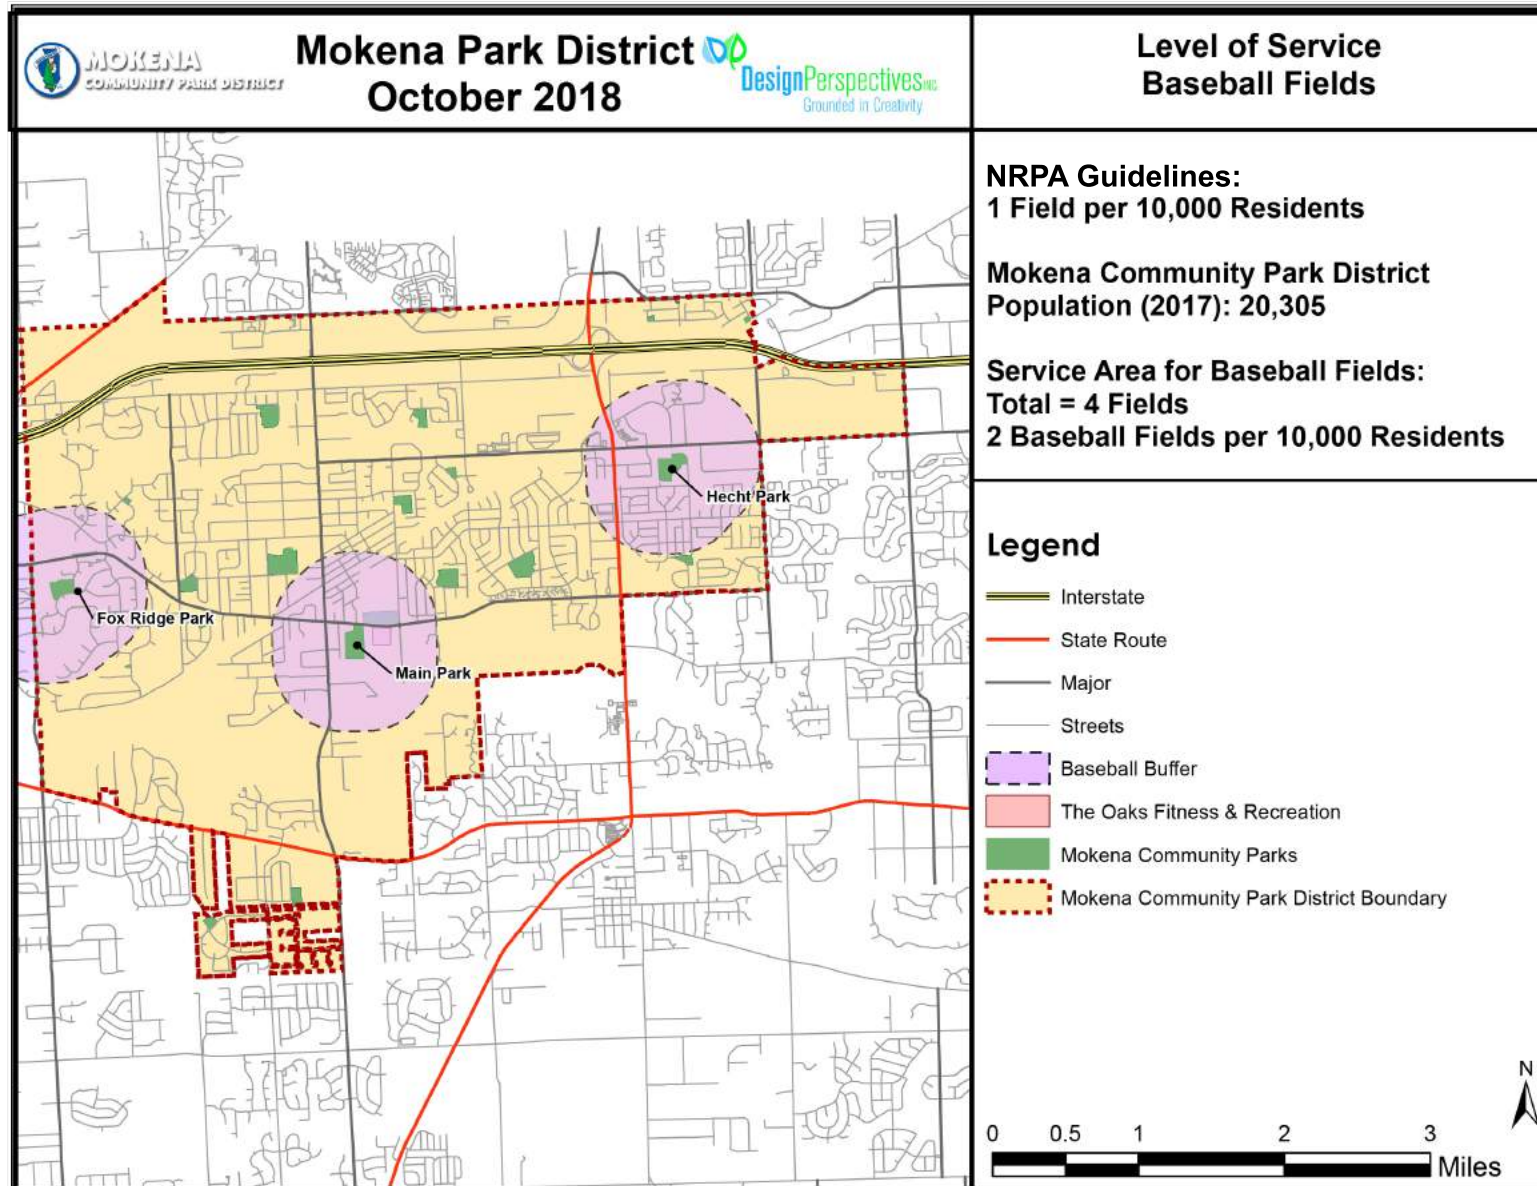 MOKENA
COMMUNITY PARK DISTRICT
Mokena Park District
October 2018
DesignPerspectives INC.
Grounded in Creativity
Level of Service
Baseball Fields
NRPA Guidelines:
1 Field per 10,000 Residents
Mokena Community Park District
Population (2017): 20,305
Service Area for Baseball Fields:
Total = 4 Fields
2 Baseball Fields per 10,000 Residents
Hecht Park
Fox Ridge Park
Main Park
Legend
Interstate
State Route
Major
Streets
Baseball Buffer
The Oaks Fitness & Recreation
Mokena Community Parks
Mokena Community Park District Boundary
N
0 0.5 1 2 3
Miles